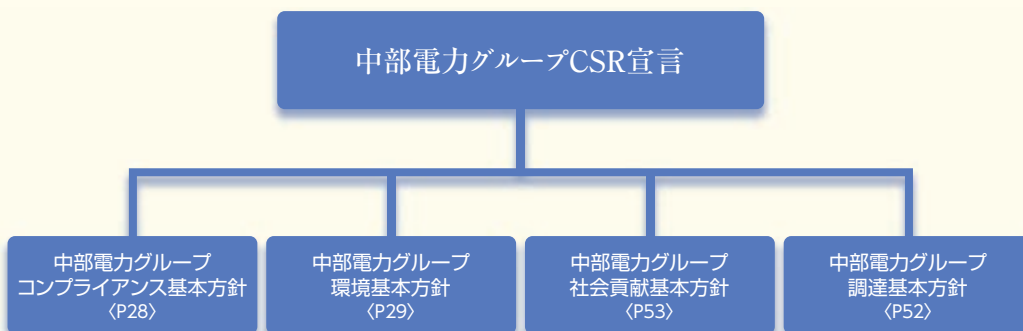 中部電力グループCSR宣言
中部電力グループ
コンプライアンス基本方針
〈P28〉
中部電力グループ
環境基本方針
〈P29〉
中部電力グループ
社会貢献基本方針
〈P53〉
中部電力グループ
調達基本方針
〈P52〉